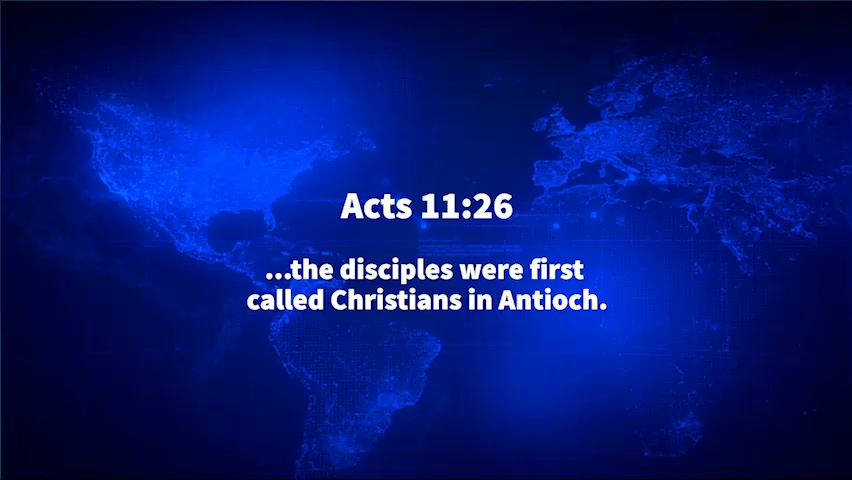 Acts 11:26
...the disciples were first
called Christians in Antioch.